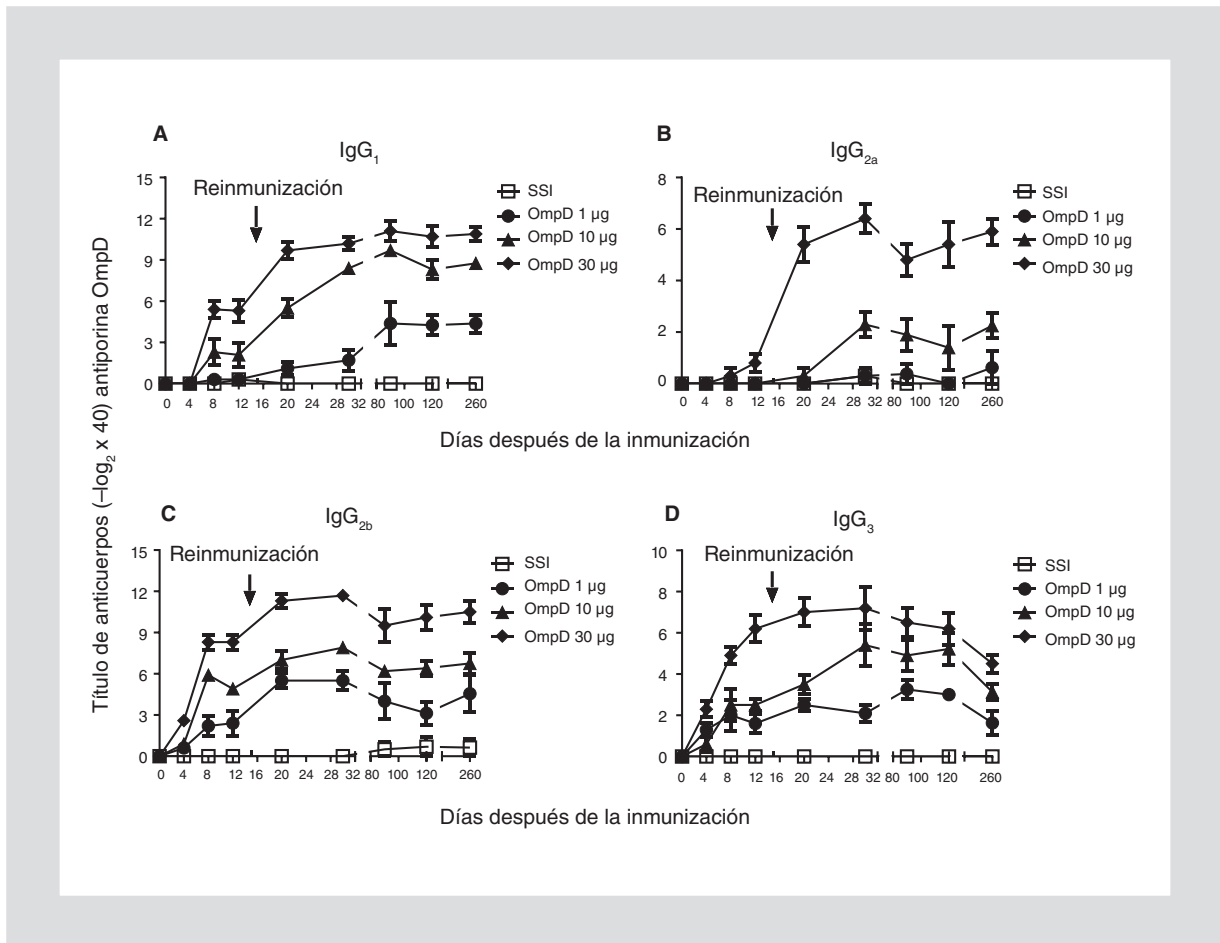 Título de anticuerpos (–log2 x 40) antiporina OmpD
A
IgG1
Reinmunización
SSI
OmpD 1 µg
OmpD 10 µg
OmpD 30 µg
15
12
9
6
3
0
0 4 8 12 16 20 24 28 32 80 100 120 260
B
IgG2a
Reinmunización
SSI
OmpD 1 µg
OmpD 10 µg
OmpD 30 µg
8
6
4
2
0
0 4 8 12 16 20 24 28 32 80 100 120 260
Días después de la inmunización
C
IgG2b
Reinmunización
SSI
OmpD 1 µg
OmpD 10 µg
OmpD 30 µg
15
12
9
6
3
0
0 4 8 12 16 20 24 28 32 80 100 120 260
D
IgG3
Reinmunización
SSI
OmpD 1 µg
OmpD 10 µg
OmpD 30 µg
10
8
6
4
2
0
0 4 8 12 16 20 24 28 32 80 100 120 260
Días después de la inmunización